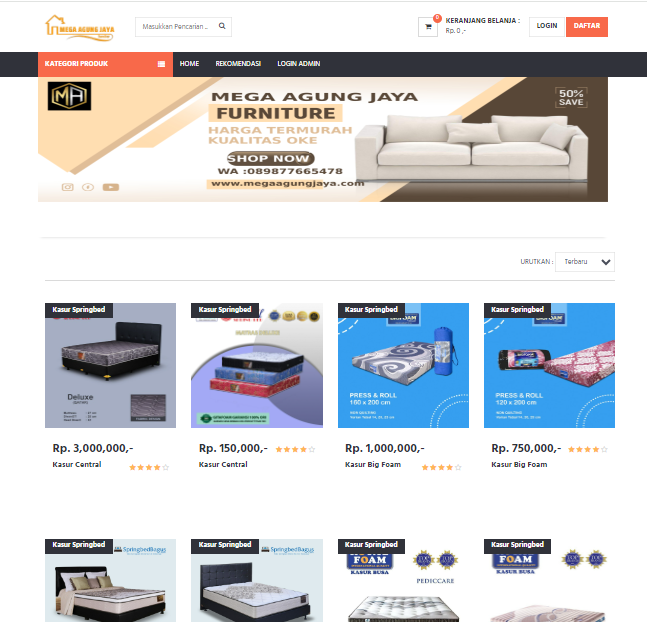 MEGA AGUNG JAYA
Masukkan Pencarian ..
0
KERANJANG BELANJA :
Rp. 0 ,-
LOGIN
DAFTAR
KATEGORI PRODUK
HOME
REKOMENDASI
LOGIN ADMIN
MA
MEGA AGUNG JAYA
FURNITURE
HARGA TERMURAH
KUALITAS OKE
SHOP NOW
WA :089877665478
www.megaagungjaya.com
50%
SAVE
URUTKAN :
Terbaru
Kasur Springbed
Deluxe
Kasur Springbed
Kasur Springbed
FOAM
PRESS & ROLL
160 x 200 cm
Kasur Springbed
FOAM
PRESS & ROLL
120 x 200 cm
Rp. 3,000,000,-
Kasur Central
Rp. 150,000,-
Kasur Central
Rp. 1,000,000,-
Kasur Big Foam
Rp. 750,000,-
Kasur Big Foam
Kasur Springbed
SpringbedBagus
Kasur Springbed
SpringbedBagus
Kasur Springbed
FOAM
KASUR BUSA
PEDICCARE
Kasur Springbed
FOAM
KASUR BUSA